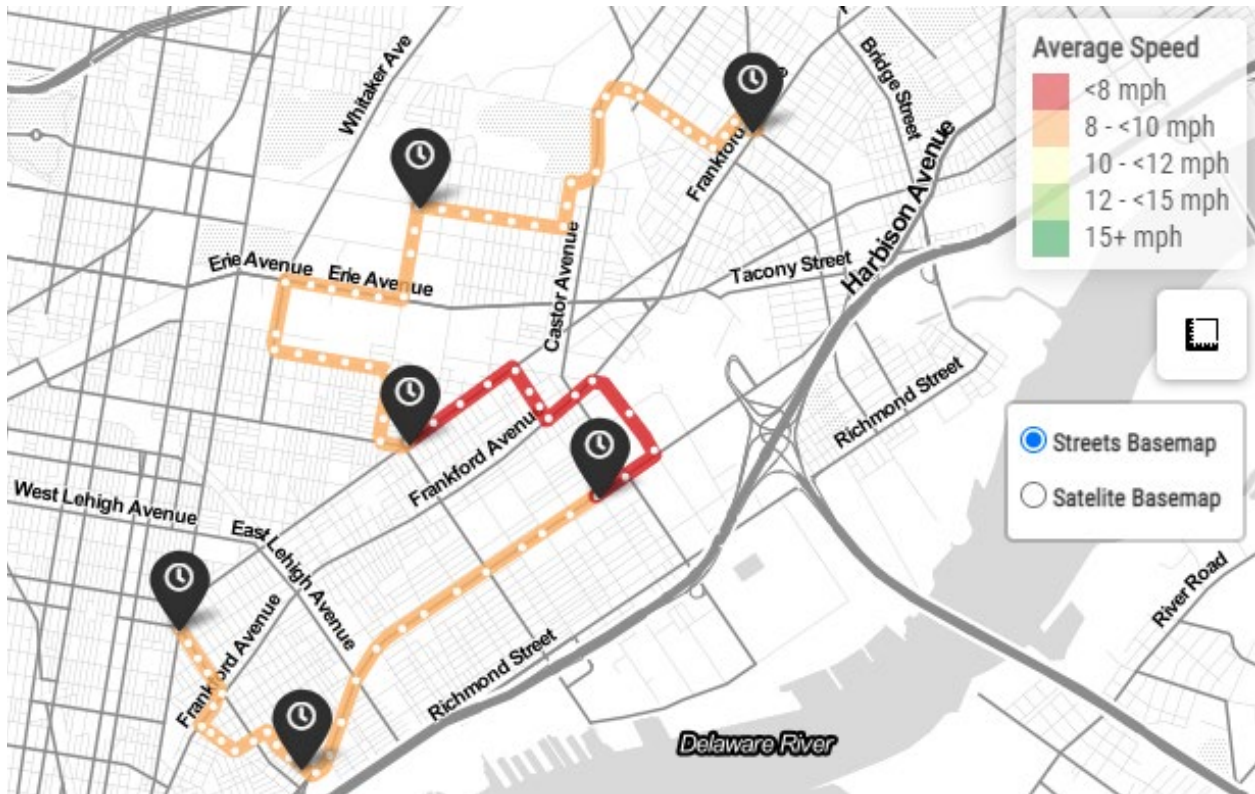 Whitaker Ave
Bridge Street
Frankford
Average Speed
<8 mph
8 - <10 mph
10 - <12 mph
12 - <15 mph
15+ mph
Harbison Avenue
Erie Avenue
Erie Avenue
Castor Avenue
Tacony Street
Richmond Street
Frankford Avenue
Streets Basemap
Satelite Basemap
West Lehigh Avenue
East Lehigh Avenue
Frankford Avenue
Richmond Street
River Road
Delaware River